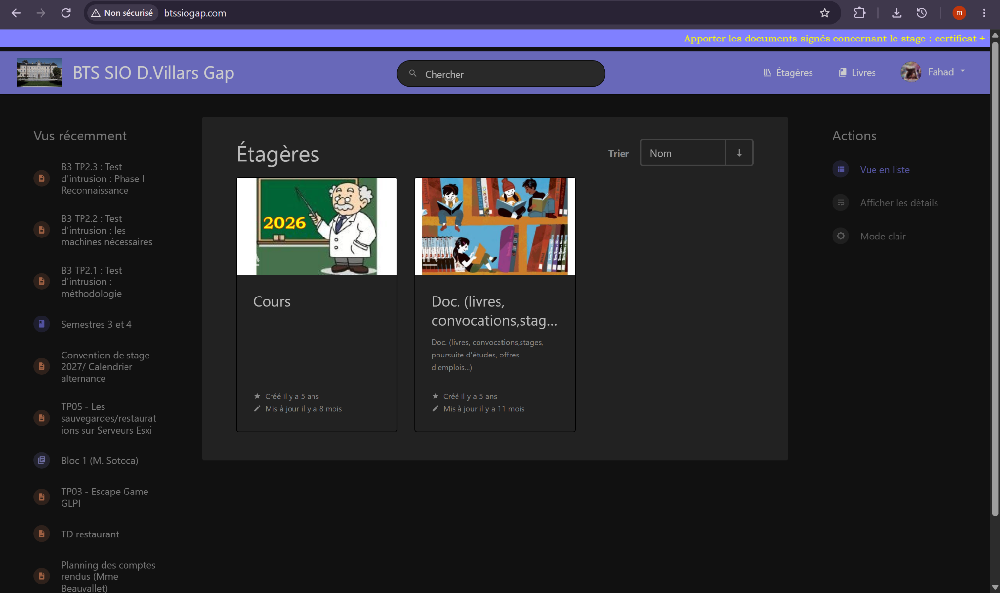 Non sécurisé
btssiogap.com
m
Apporter les documents signés concernant le stage : certificat +
BTS SIO D.Villars Gap
Chercher
Étagères
Livres
Fahad
Vus récemment
B3 TP2.3 : Test
d'intrusion : Phase I
Reconnaissance
B3 TP2.2 : Test
d'intrusion : les
machines nécessaires
B3 TP2.1 : Test
d'intrusion :
méthodologie
Semestres 3 et 4
Convention de stage
2027/ Calendrier
alternance
TP05 - Les
sauvegardes/restaurat
ions sur Serveurs Esxi
Bloc 1 (M. Sotoca)
TP03 - Escape Game
GLPI
TD restaurant
Planning des comptes
rendus (Mme
Beauvallet)
Étagères
Trier
Nom
2026
Cours
Créé il y a 5 ans
Mis à jour il y a 8 mois
Doc. (livres,
convocations,stag...
Doc. (livres, convocations,stages,
poursuite d'études, offres
d'emplois...)
Créé il y a 5 ans
Mis à jour il y a 11 mois
Actions
Vue en liste
Afficher les détails
Mode clair